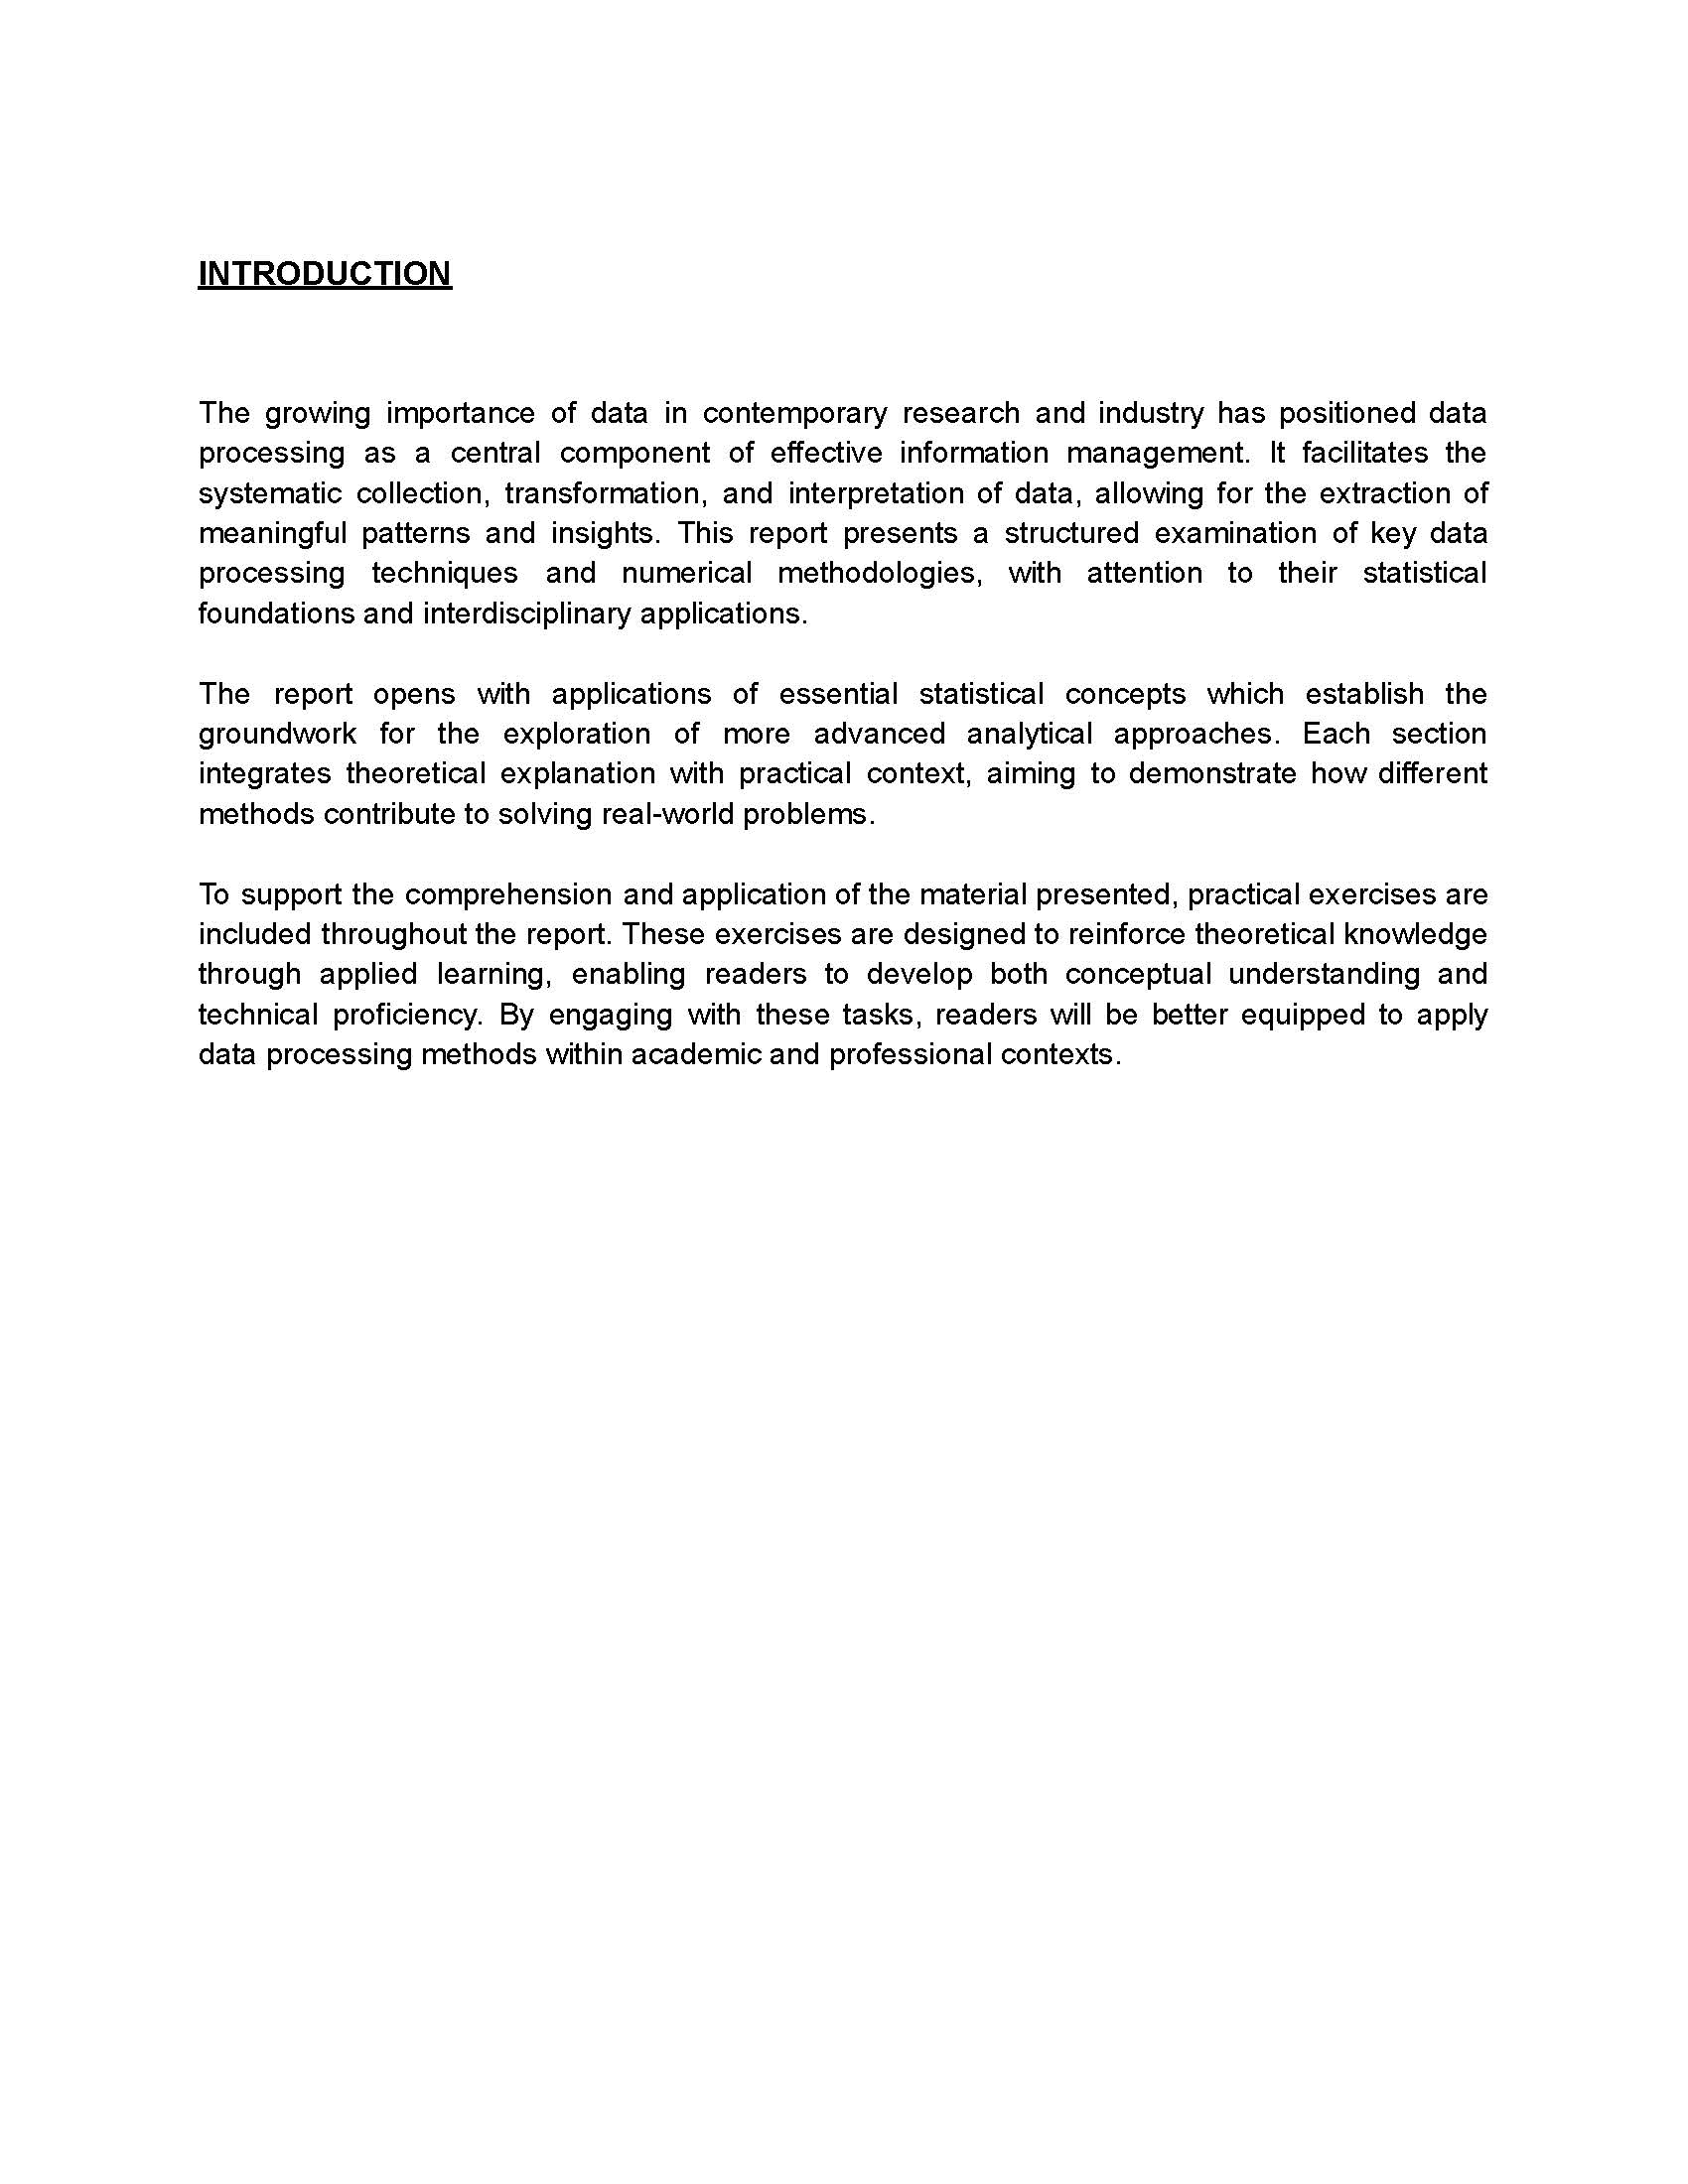 INTRODUCTION
The growing importance of data in contemporary research and industry has positioned data
processing as a central component of effective information management. It facilitates the
systematic collection, transformation, and interpretation of data, allowing for the extraction of
meaningful patterns and insights. This report presents a structured examination of key data
processing techniques and numerical methodologies, with attention to their statistical
foundations and interdisciplinary applications.
The report opens with applications of essential statistical concepts which establish the
groundwork for the exploration of more advanced analytical approaches. Each section
integrates theoretical explanation with practical context, aiming to demonstrate how different
methods contribute to solving real-world problems.
To support the comprehension and application of the material presented, practical exercises are
included throughout the report. These exercises are designed to reinforce theoretical knowledge
through applied learning, enabling readers to develop both conceptual understanding and
technical proficiency. By engaging with these tasks, readers will be better equipped to apply
data processing methods within academic and professional contexts.